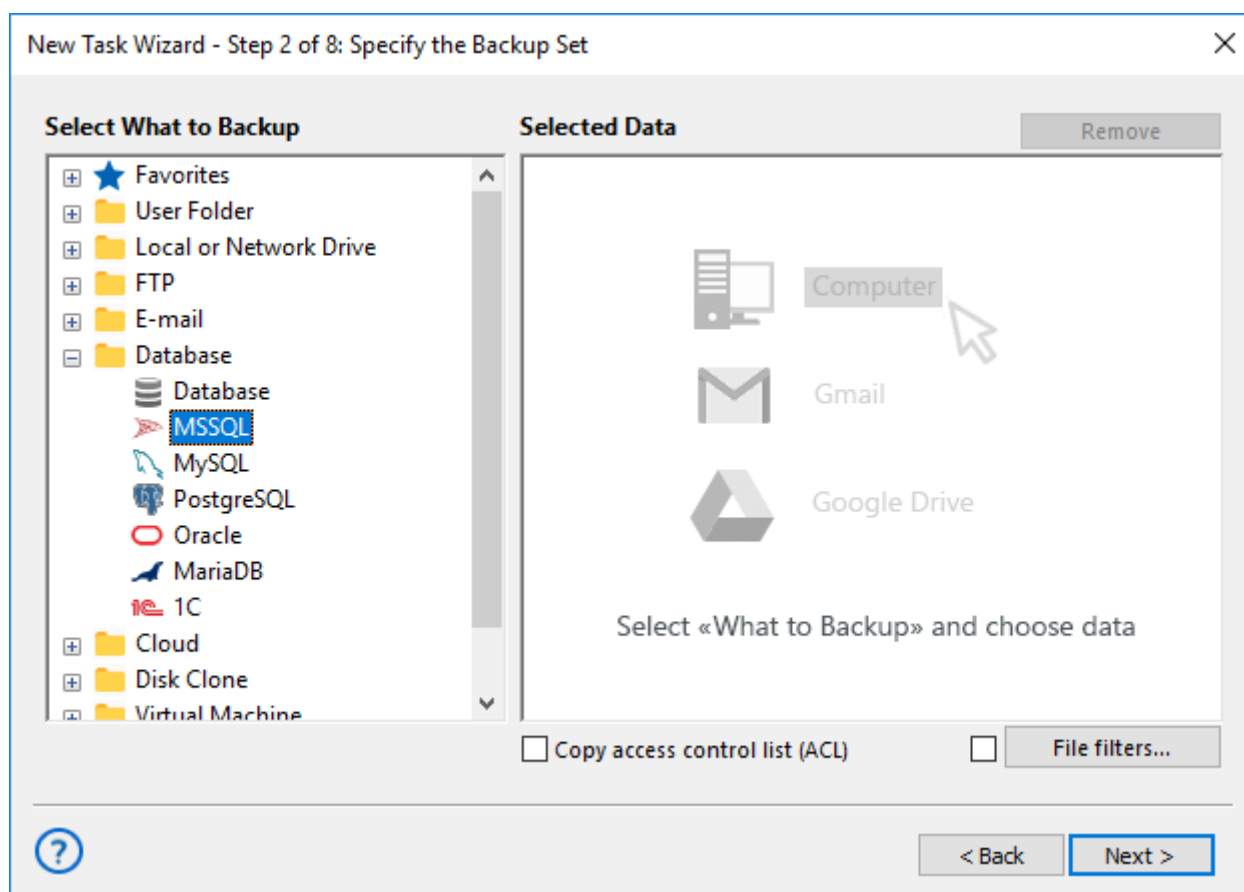 New Task Wizard - Step 2 of 8: Specify the Backup Set
Select What to Backup
Favorites
User Folder
Local or Network Drive
FTP
E-mail
Database
Database
MSSQL
MySQL
PostgreSQL
Oracle
MariaDB
1C
Cloud
Disk Clone
Virtual Machine
Selected Data
Remove
Computer
Gmail
Google Drive
Select «What to Backup» and choose data
Copy access control list (ACL)
File filters...
?
< Back
Next >